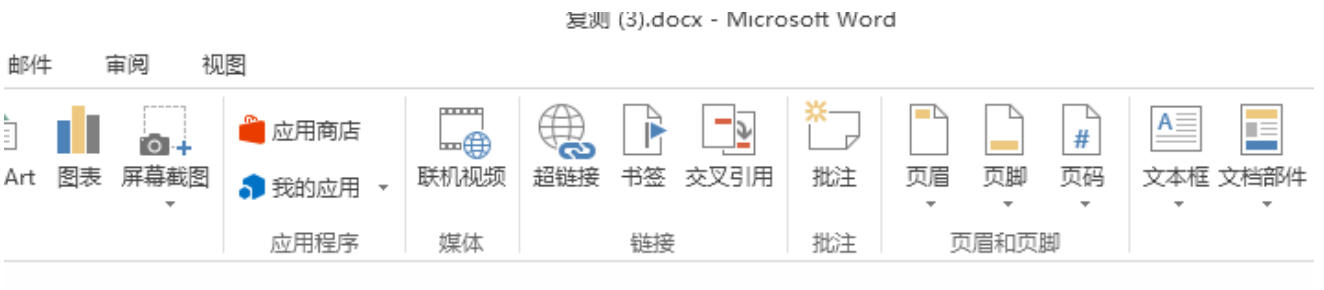 复测 (3).docx - Microsoft Word
邮件 审阅 视图
应用商店
Art 图表 屏幕截图 我的应用 联机视频 超链接 书签 交叉引用 批注 页眉 页脚 # 页码 A 文本框 文档部件
应用程序 媒体 链接 批注 页眉和页脚